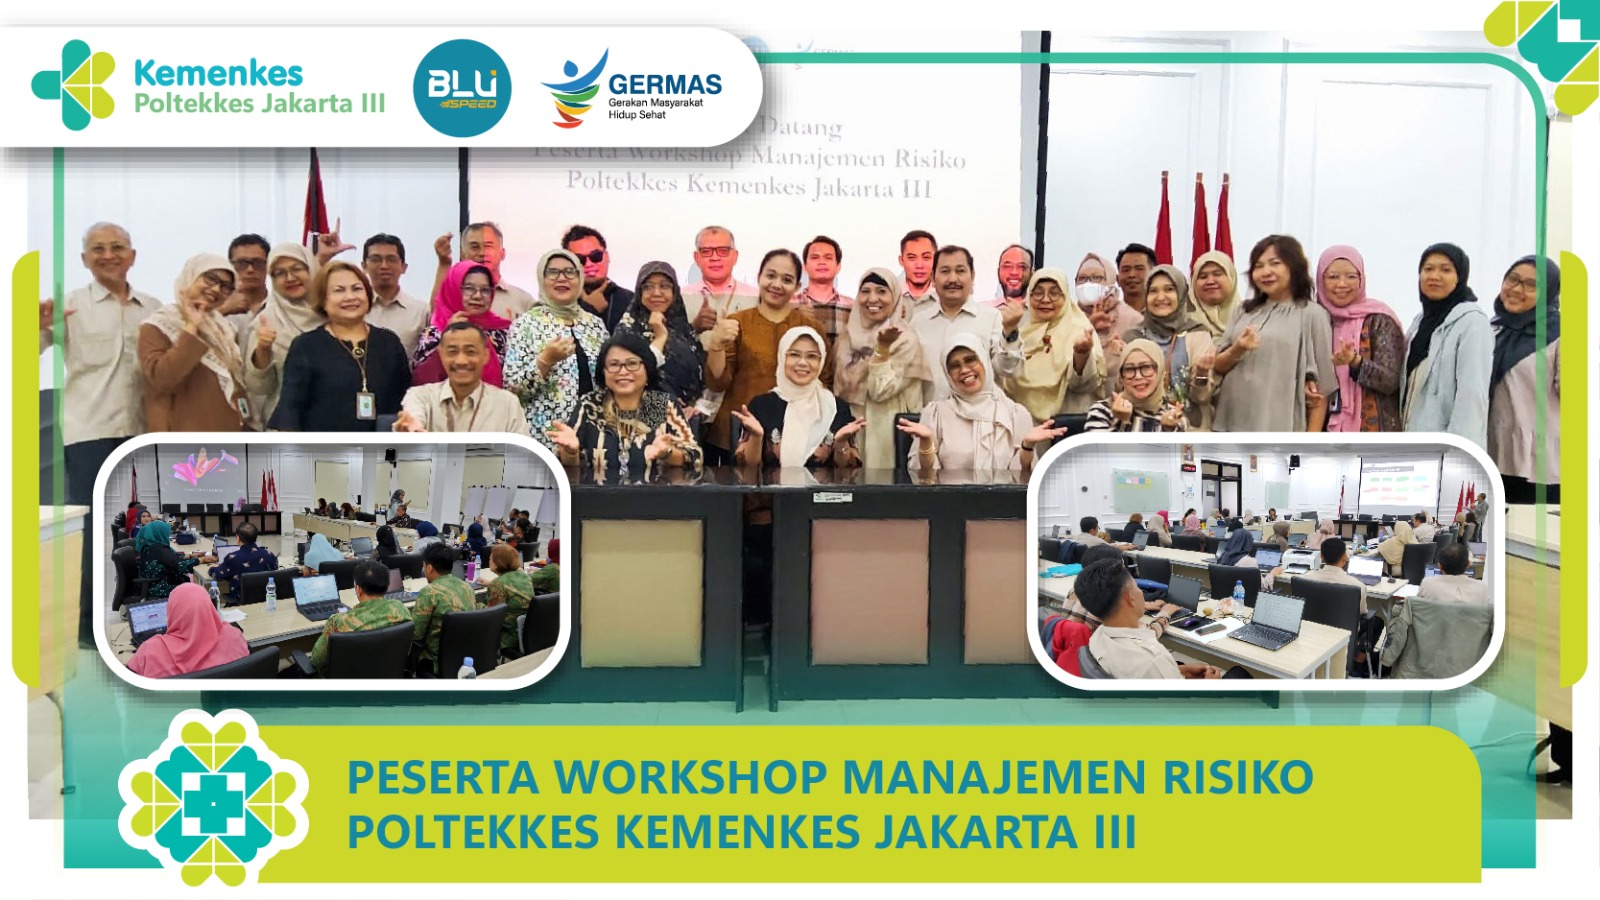 Kemenkes
Poltekkes Jakarta III
BLU
SPEED
GERMAS
Gerakan Masyarakat
Hidup Sehat
Datang
Peserta Workshop Manajemen Risiko
Poltekkes Kemenkes Jakarta III
PESERTA WORKSHOP MANAJEMEN RISIKO
POLTEKKES KEMENKES JAKARTA III